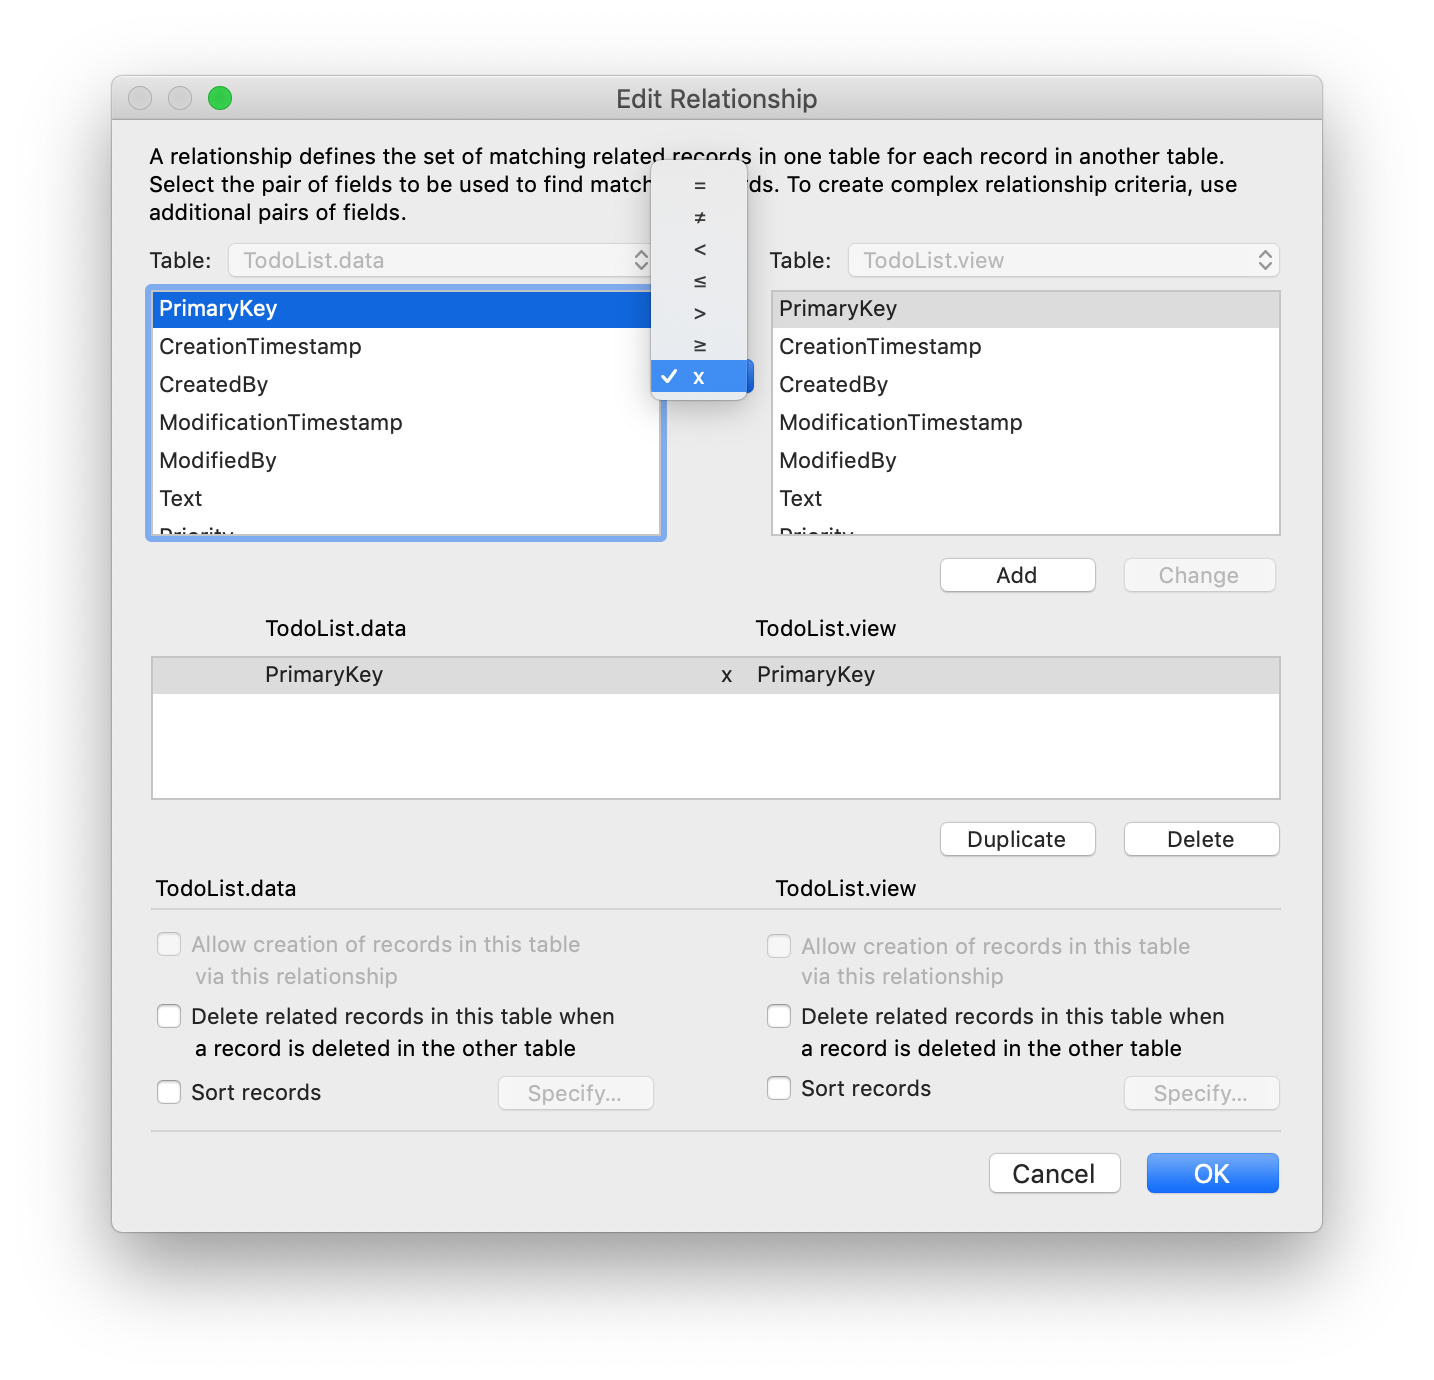 Edit Relationship
A relationship defines the set of matching related records in one table for each record in another table.
Select the pair of fields to be used to find match ds. To create complex relationship criteria, use
additional pairs of fields.
=
≠
<
≤
>
≥
✓ x
Table: TodoList.data
PrimaryKey
CreationTimestamp
CreatedBy
ModificationTimestamp
ModifiedBy
Text
Priority
Table: TodoList.view
PrimaryKey
CreationTimestamp
CreatedBy
ModificationTimestamp
ModifiedBy
Text
Priority
Add Change
TodoList.data TodoList.view
PrimaryKey x PrimaryKey
Duplicate Delete
TodoList.data
Allow creation of records in this table
via this relationship
Delete related records in this table when
a record is deleted in the other table
Sort records Specify...
TodoList.view
Allow creation of records in this table
via this relationship
Delete related records in this table when
a record is deleted in the other table
Sort records Specify...
Cancel OK